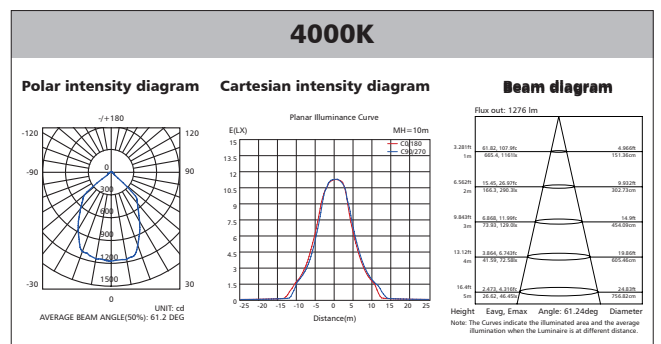 4000K
Polar intensity diagram
Cartesian intensity diagram
Beam diagram
-/+180
-120
120
-90
90
-30
30
0
0
300
600
900
1200
1500
UNIT: cd
AVERAGE BEAM ANGLE(50%): 61.2 DEG
Planar Illuminance Curve
E(LX)
MH=10m
C0/180
C90/270
15
13.5
12
10.5
9
7.5
6
4.5
3
1.5
0
-25 -20 -15 -10 -5 0 5 10 15 20 25
Distance(m)
Flux out: 1276 lm
3.281ft 61.82, 107.9fc 4.966ft
1m 665.4, 1161lx 151.36cm
6.562ft 15.45, 26.97fc 9.932ft
2m 166.3, 290.3lx 302.73cm
9.843ft 6.868, 11.99fc 14.9ft
3m 73.93, 129.0lx 454.09cm
13.12ft 3.864, 6.743fc 19.86ft
4m 41.59, 72.58lx 605.46cm
16.4ft 2.473, 4.316fc 24.83ft
5m 26.62, 46.45lx 756.82cm
Height Eavg, Emax Angle: 61.24deg Diameter
Note: The Curves indicate the illuminated area and the average
illumination when the Luminaire is at different distance.